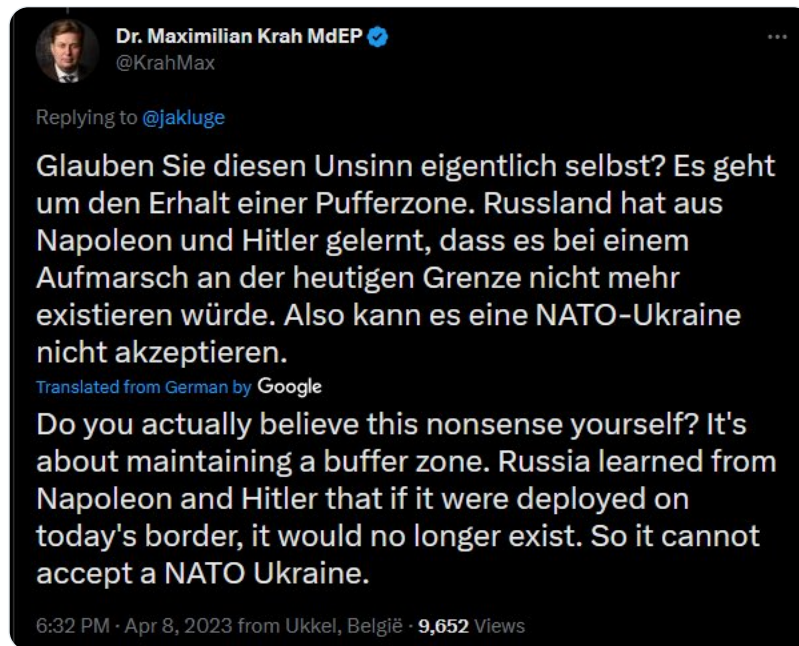 Dr. Maximilian Krah MdEP
@KrahMax
Replying to @jakluge
Glauben Sie diesen Unsinn eigentlich selbst? Es geht
um den Erhalt einer Pufferzone. Russland hat aus
Napoleon und Hitler gelernt, dass es bei einem
Aufmarsch an der heutigen Grenze nicht mehr
existieren würde. Also kann es eine NATO-Ukraine
nicht akzeptieren.
Translated from German by Google
Do you actually believe this nonsense yourself? It's
about maintaining a buffer zone. Russia learned from
Napoleon and Hitler that if it were deployed on
today's border, it would no longer exist. So it cannot
accept a NATO Ukraine.
6:32 PM · Apr 8, 2023 from Ukkel, België · 9,652 Views